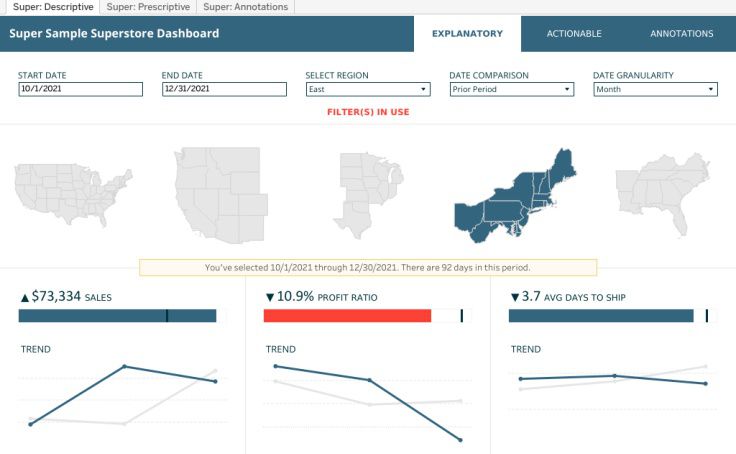 Super: Descriptive Super: Prescriptive Super: Annotations
Super Sample Superstore Dashboard EXPLANATORY ACTIONABLE ANNOTATIONS
START DATE END DATE SELECT REGION DATE COMPARISON DATE GRANULARITY
10/1/2021 12/31/2021 East Prior Period Month
FILTER(S) IN USE
You've selected 10/1/2021 through 12/30/2021. There are 92 days in this period.
▲ $73,334 SALES ▼ 10.9% PROFIT RATIO ▼ 3.7 AVG DAYS TO SHIP
TREND TREND TREND